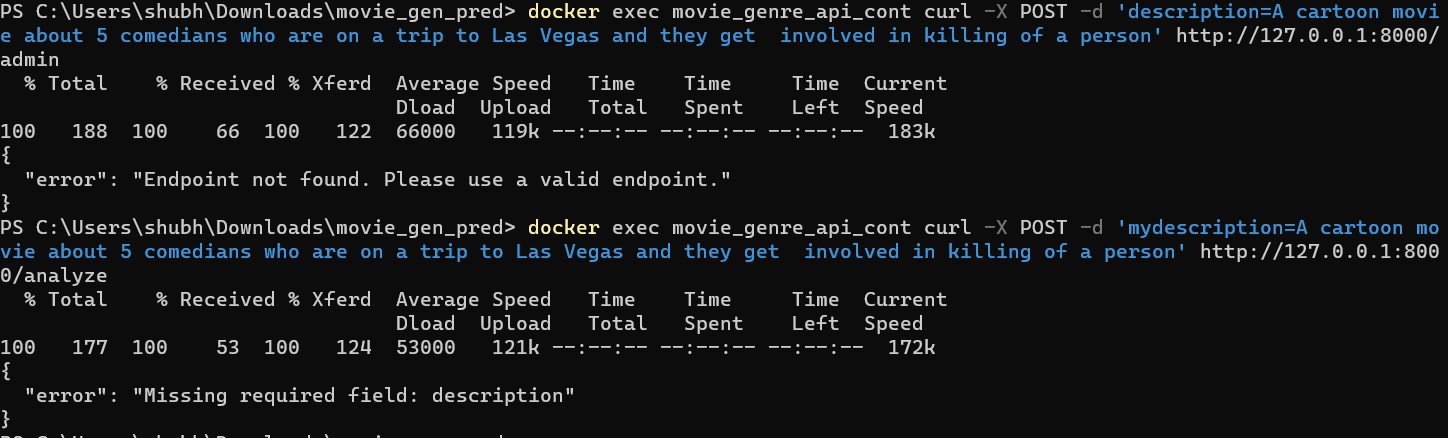 PS C:\Users\shubh\Downloads\movie_gen_pred> docker exec movie_genre_api_cont curl -X POST -d 'description=A cartoon movi
e about 5 comedians who are on a trip to Las Vegas and they get  involved in killing of a person' http://127.0.0.1:8000/
admin
  % Total    % Received % Xferd  Average Speed   Time    Time     Time  Current
                                 Dload  Upload   Total   Spent    Left  Speed
100   188  100    66  100   122  66000   119k --:--:-- --:--:-- --:--:--  183k
{
  "error": "Endpoint not found. Please use a valid endpoint."
}
PS C:\Users\shubh\Downloads\movie_gen_pred> docker exec movie_genre_api_cont curl -X POST -d 'mydescription=A cartoon mo
vie about 5 comedians who are on a trip to Las Vegas and they get  involved in killing of a person' http://127.0.0.1:800
0/analyze
  % Total    % Received % Xferd  Average Speed   Time    Time     Time  Current
                                 Dload  Upload   Total   Spent    Left  Speed
100   177  100    53  100   124  53000   121k --:--:-- --:--:-- --:--:--  172k
{
  "error": "Missing required field: description"
}